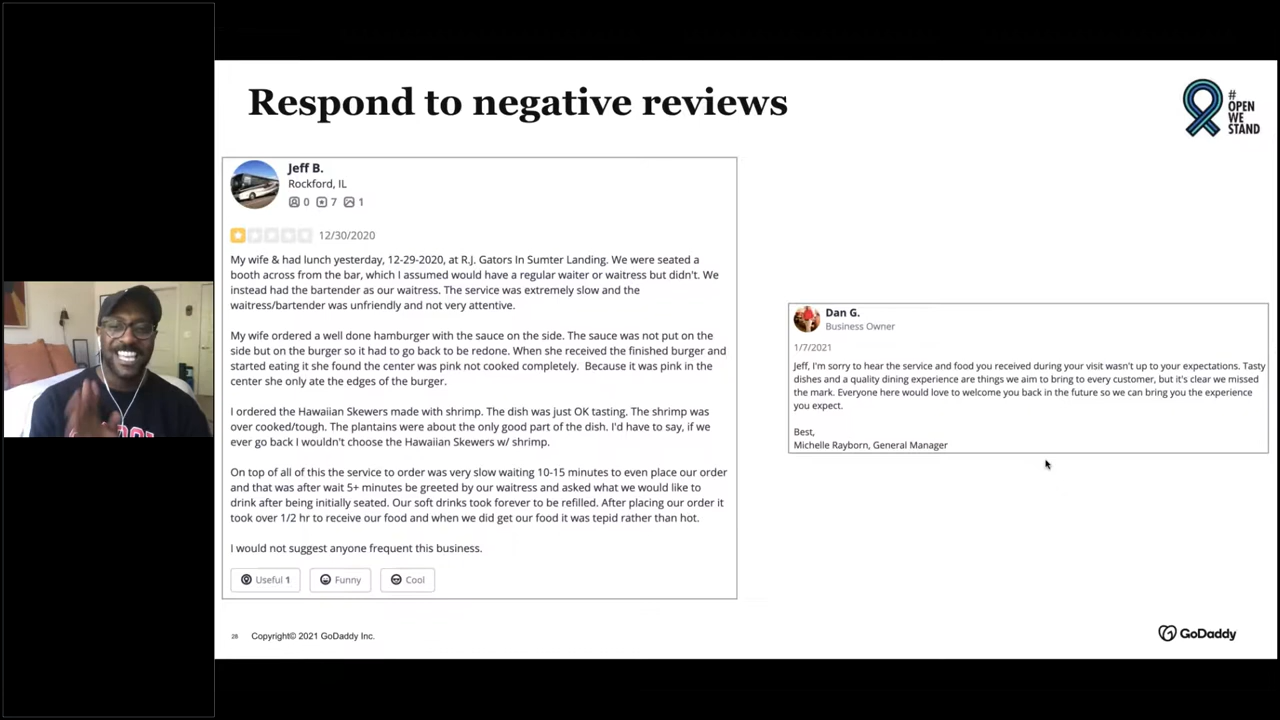 Respond to negative reviews
#
OPEN
WE
STAND
Jeff B.
Rockford, IL
0 7 1
12/30/2020
My wife & had lunch yesterday, 12-29-2020, at R.J. Gators In Sumter Landing. We were seated a
booth across from the bar, which I assumed would have a regular waiter or waitress but didn't. We
instead had the bartender as our waitress. The service was extremely slow and the
waitress/bartender was unfriendly and not very attentive.
My wife ordered a well done hamburger with the sauce on the side. The sauce was not put on the
side but on the burger so it had to go back to be redone. When she received the finished burger and
started eating it she found the center was pink not cooked completely. Because it was pink in the
center she only ate the edges of the burger.
I ordered the Hawaiian Skewers made with shrimp. The dish was just OK tasting. The shrimp was
over cooked/tough. The plantains were about the only good part of the dish. I'd have to say, if we
ever go back I wouldn't choose the Hawaiian Skewers w/ shrimp.
On top of all of this the service to order was very slow waiting 10-15 minutes to even place our order
and that was after wait 5+ minutes be greeted by our waitress and asked what we would like to
drink after being initially seated. Our soft drinks took forever to be refilled. After placing our order it
took over 1/2 hr to receive our food and when we did get our food it was tepid rather than hot.
I would not suggest anyone frequent this business.
Useful 1 Funny Cool
Dan G.
Business Owner
1/7/2021
Jeff, I'm sorry to hear the service and food you received during your visit wasn't up to your expectations. Tasty
dishes and a quality dining experience are things we aim to bring to every customer, but it's clear we missed
the mark. Everyone here would love to welcome you back in the future so we can bring you the experience
you expect.
Best,
Michelle Rayborn, General Manager
28 Copyright© 2021 GoDaddy Inc.
GoDaddy